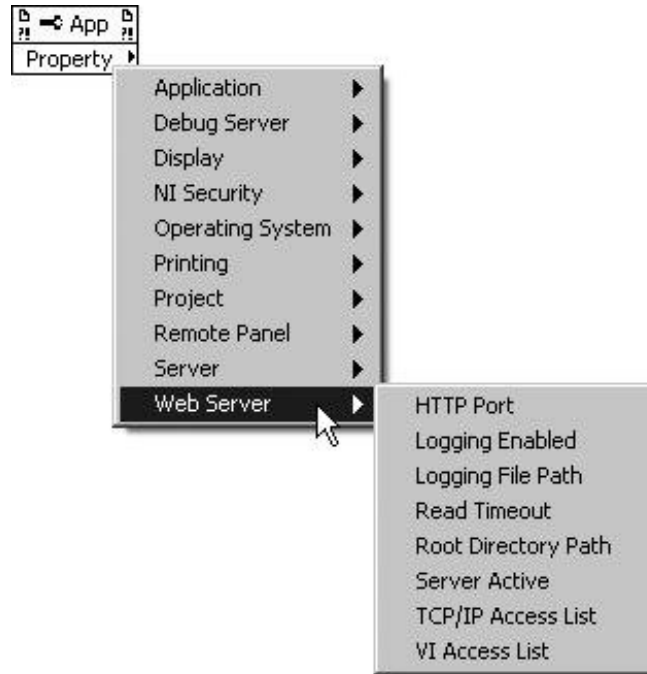 App
Property
Application
Debug Server
Display
NI Security
Operating System
Printing
Project
Remote Panel
Server
Web Server
HTTP Port
Logging Enabled
Logging File Path
Read Timeout
Root Directory Path
Server Active
TCP/IP Access List
VI Access List